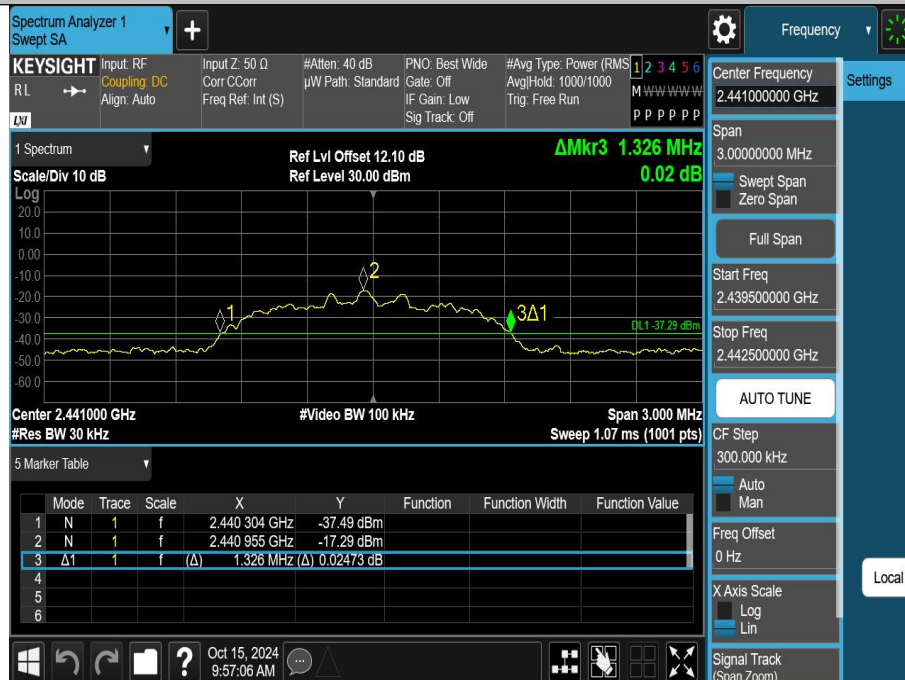 Spectrum Analyzer 1
Swept SA
Frequency
KEYSIGHT
RL
LXI
Input: RF
Coupling: DC
Align: Auto
Input Z: 50 Ω
Corr CCorr
Freq Ref: Int (S)
#Atten: 40 dB
µW Path: Standard
PNO: Best Wide
Gate: Off
IF Gain: Low
Sig Track: Off
#Avg Type: Power (RMS
Avg|Hold: 1000/1000
Trig: Free Run
1 2 3 4 5 6
M W W W W W
P P P P P P
1 Spectrum
Scale/Div 10 dB
Ref Lvl Offset 12.10 dB
Ref Level 30.00 dBm
ΔMkr3 1.326 MHz
0.02 dB
Log
20.0
10.0
0.00
-10.0
-20.0
-30.0
-40.0
-50.0
-60.0
1
2
3Δ1
DL1 -37.29 dBm
Center 2.441000 GHz
#Res BW 30 kHz
#Video BW 100 kHz
Span 3.000 MHz
Sweep 1.07 ms (1001 pts)
5 Marker Table
Mode Trace Scale X Y Function Function Width Function Value
1 N 1 f 2.440 304 GHz -37.49 dBm
2 N 1 f 2.440 955 GHz -17.29 dBm
3 Δ1 1 f (Δ) 1.326 MHz (Δ) 0.02473 dB
4
5
6
Oct 15, 2024
9:57:06 AM
Center Frequency
2.441000000 GHz
Settings
Span
3.00000000 MHz
Swept Span
Zero Span
Full Span
Start Freq
2.439500000 GHz
Stop Freq
2.442500000 GHz
AUTO TUNE
CF Step
300.000 kHz
Auto
Man
Freq Offset
0 Hz
Local
X Axis Scale
Log
Lin
Signal Track
(Span Zoom)